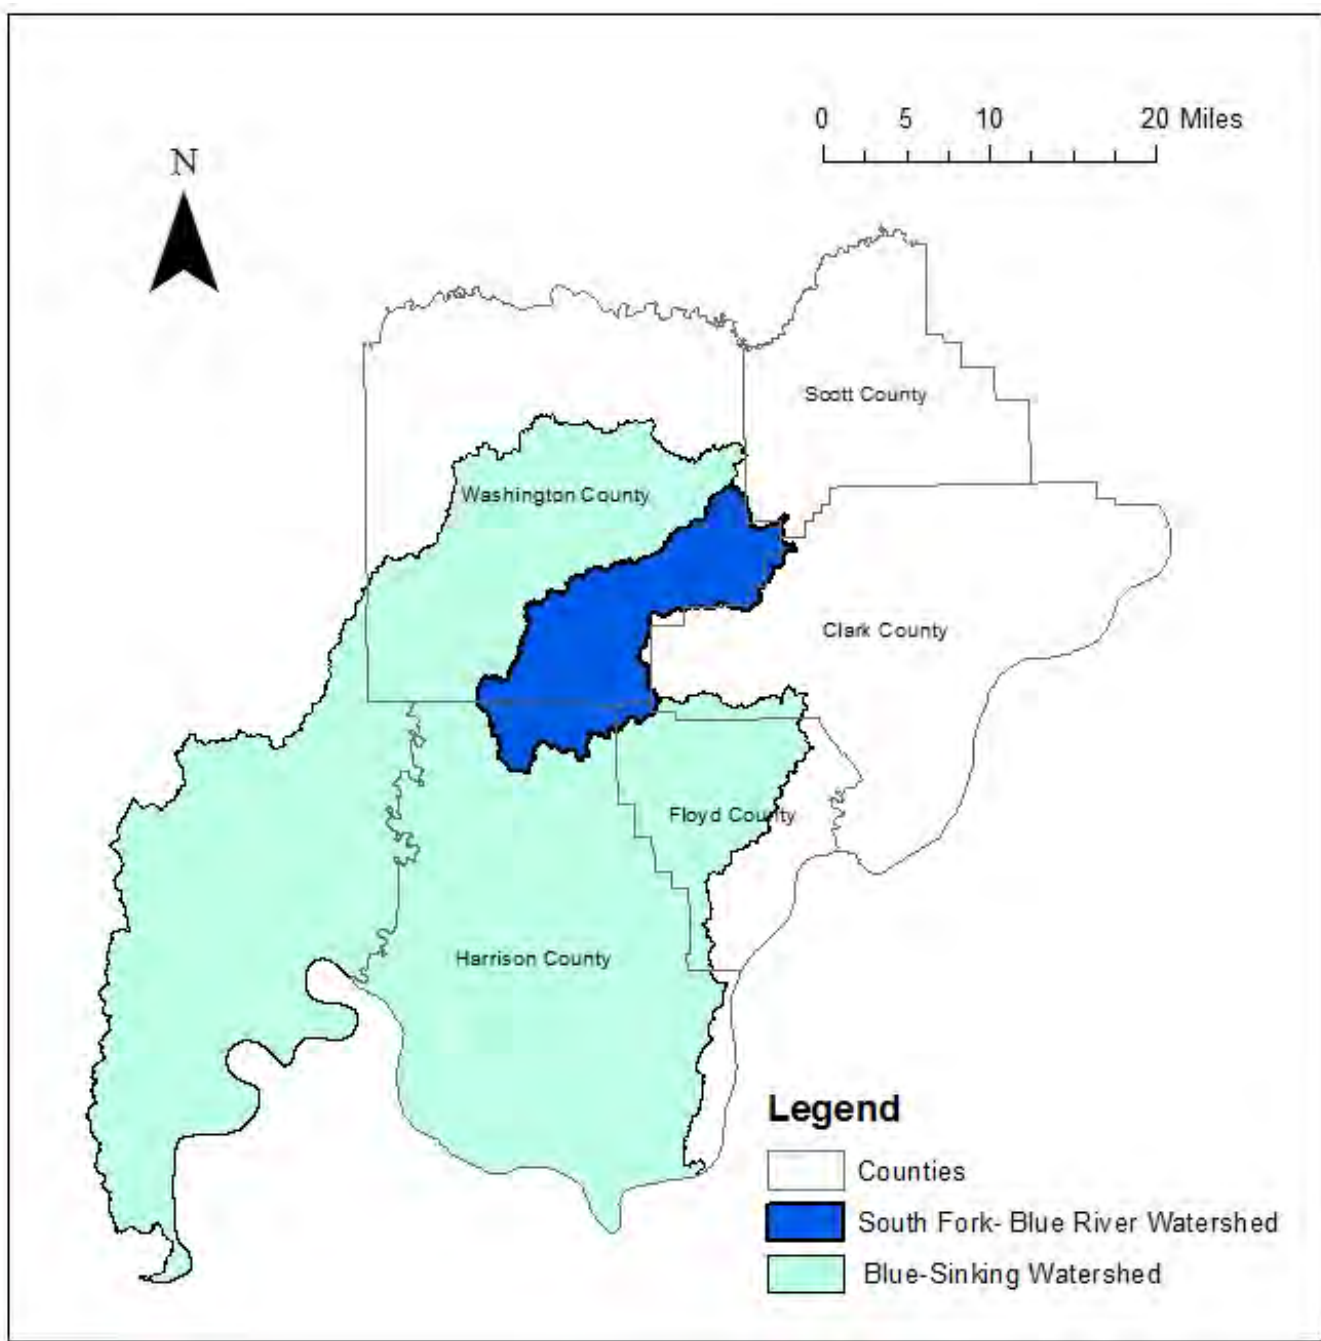 0 5 10 20 Miles
N
Scott County
Washington County
Clark County
Floyd County
Harrison County
Legend
Counties
South Fork- Blue River Watershed
Blue-Sinking Watershed